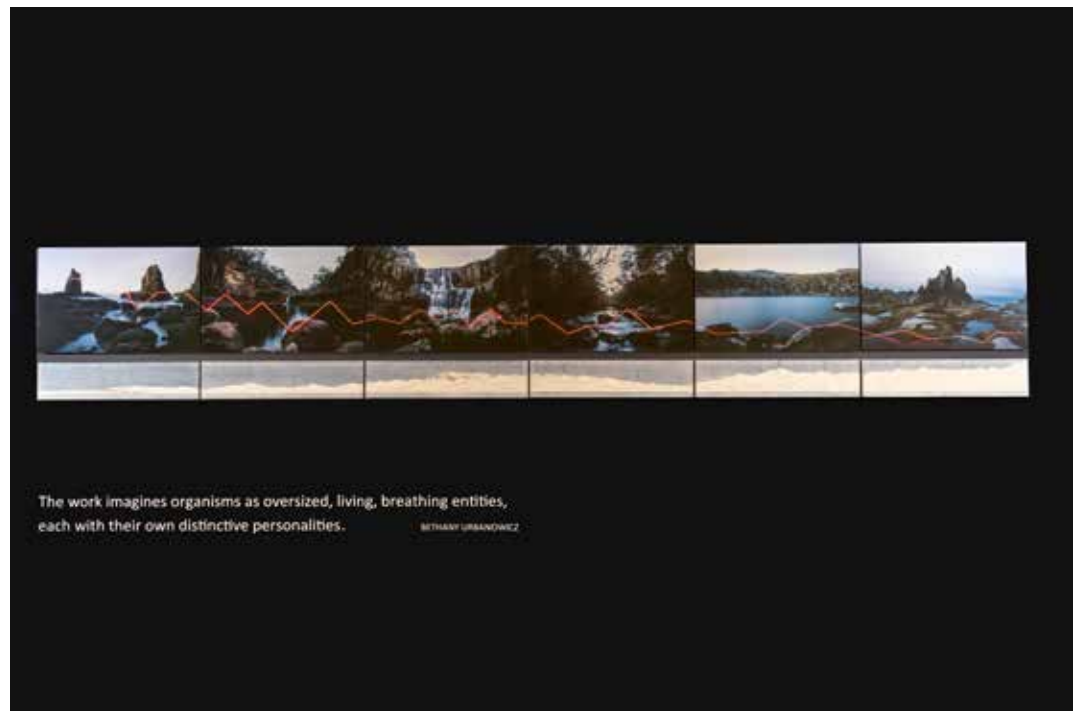 The work imagines organisms as oversized, living, breathing entities,
each with their own distinctive personalities. BETHANY URBANOWICZ